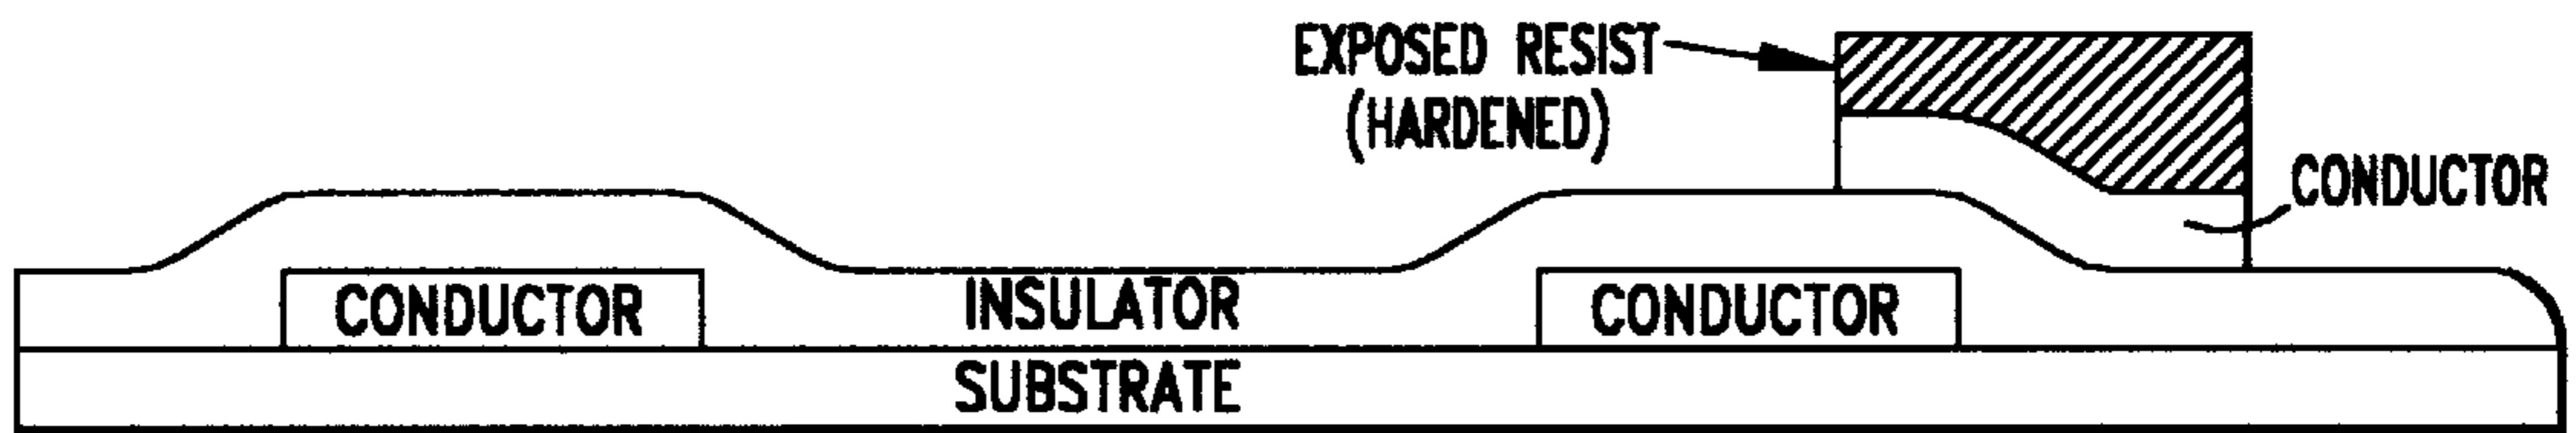 EXPOSED RESIST
(HARDENED)
CONDUCTOR
CONDUCTOR
INSULATOR
CONDUCTOR
SUBSTRATE